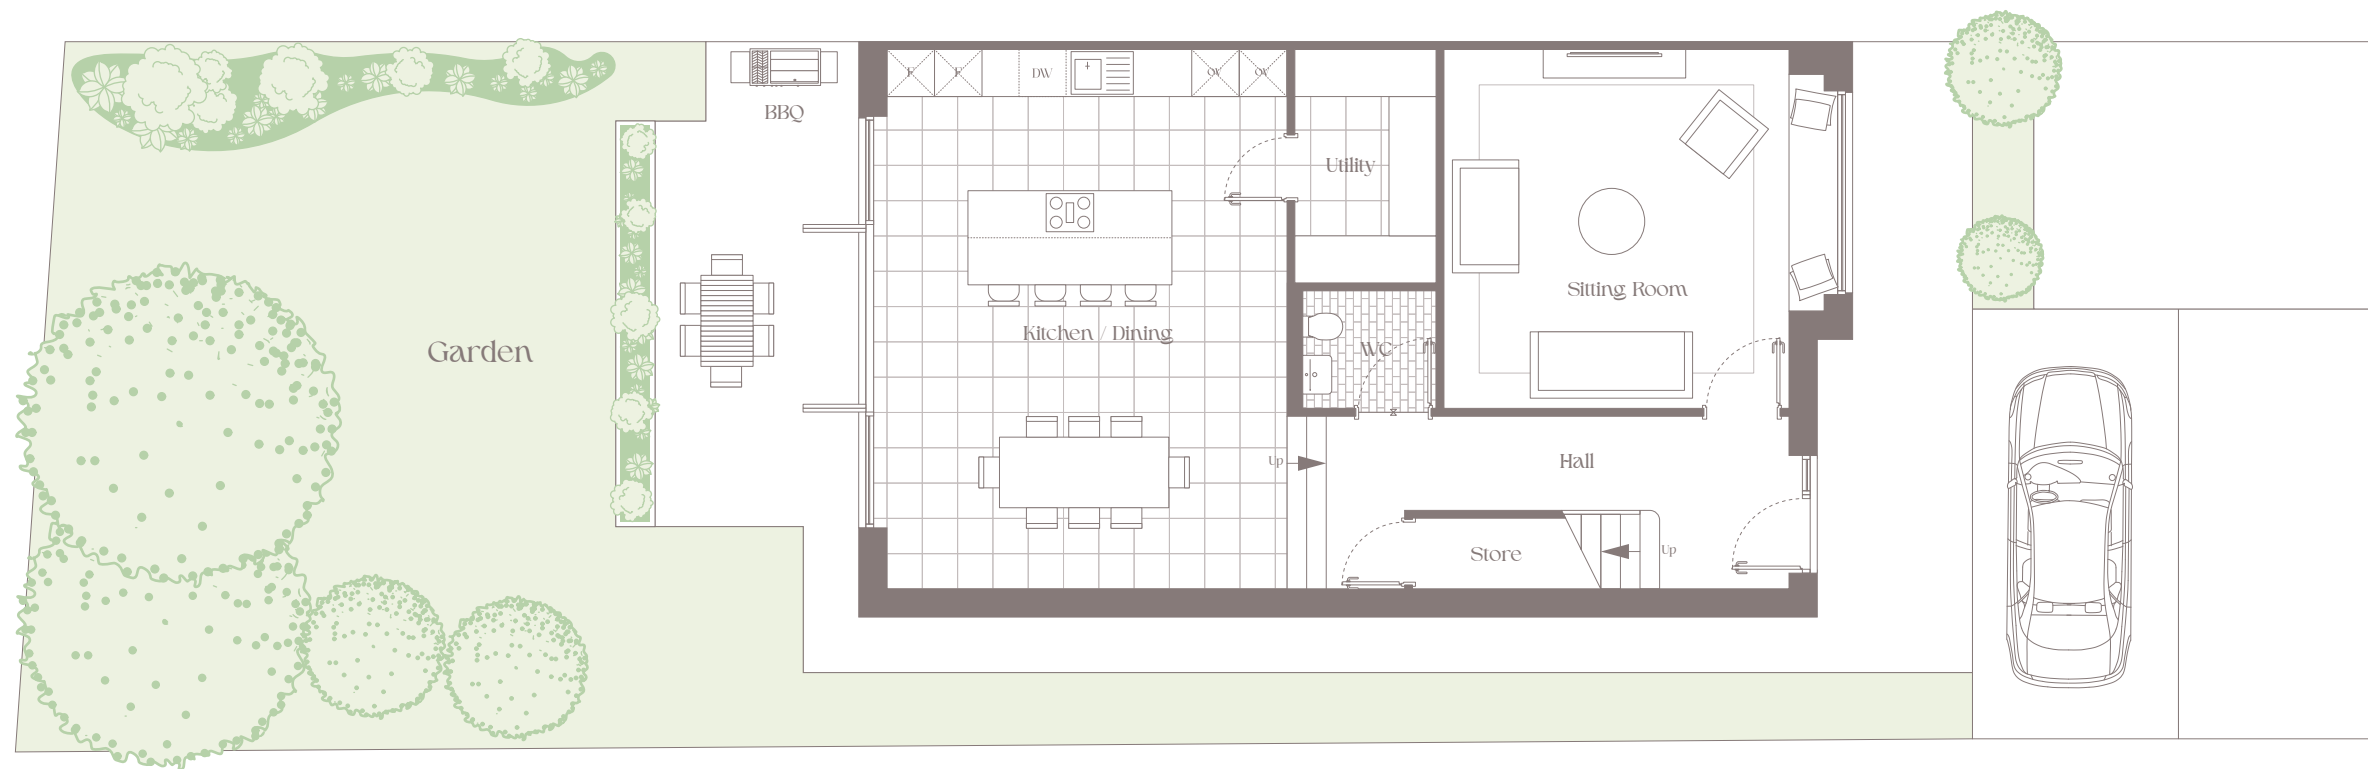 F
F
DW
OV
OV
BBQ
Utility
Sitting Room
Kitchen / Dining
WC
Garden
Up
Hall
Store
Up